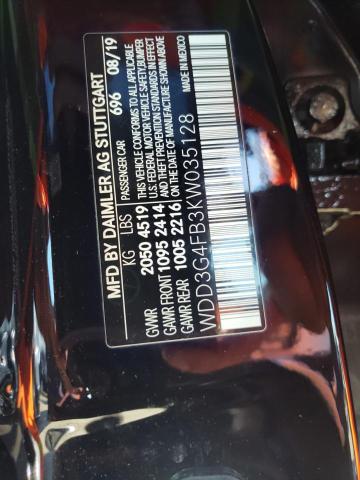 MFD BY DAIMLER AG STUTTGART
PASSENGER CAR 696 08/19
KG LBS
GVWR 2050 4519
GAWR FRONT 1095 2414
GAWR REAR 1005 2216
THIS VEHICLE CONFORMS TO ALL APPLICABLE
U.S. FEDERAL MOTOR VEHICLE SAFETY/BUMPER
AND THEFT PREVENTION STANDARDS IN EFFECT
ON THE DATE OF MANUFACTURE SHOWN ABOVE.
WDD3G4FB3KW035128
MADE IN MEXICO